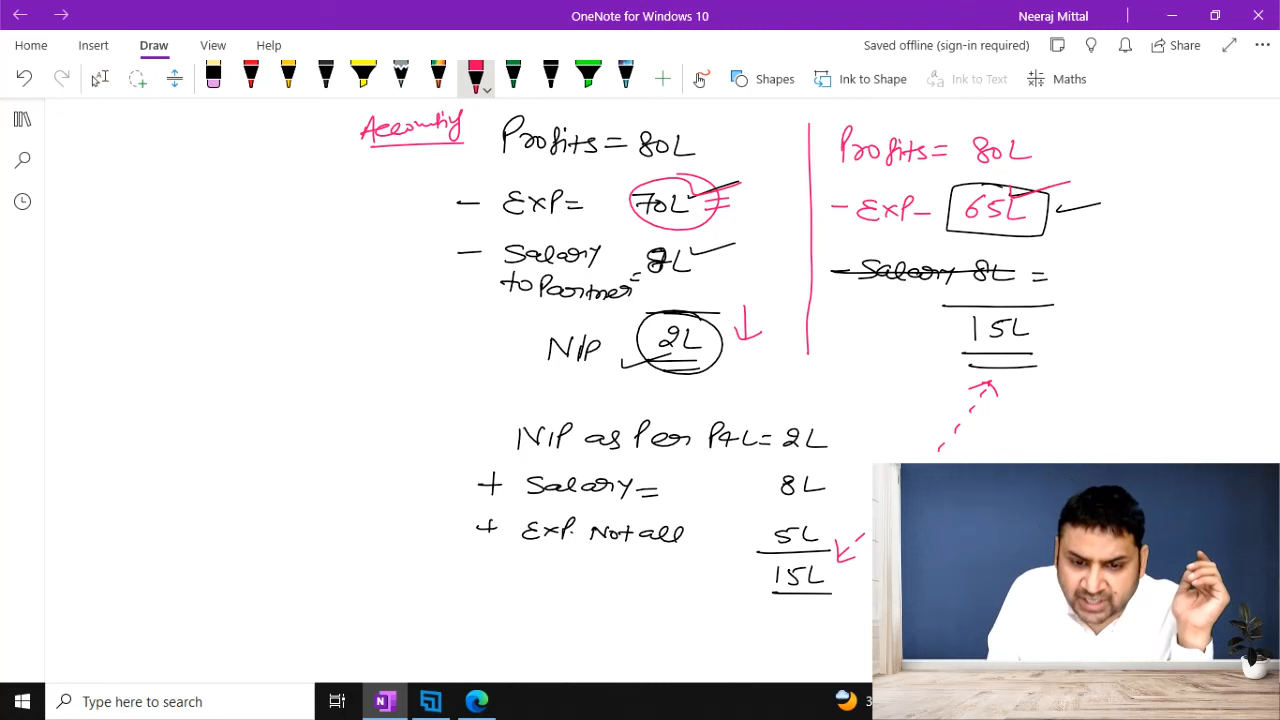 OneNote for Windows 10
Neeraj Mittal
Home Insert Draw View Help
Saved offline (sign-in required)
Share
Shapes
Ink to Shape
Ink to Text
Maths
Accounting
Profits = 80L
- Exp = 70L
- Salary to Partner = 8L
N/P 2L
Profits = 80L
- Exp - 65L
- Salary 8L =
15L
N/P as Per P&L = 2L
+ Salary = 8L
+ Exp. Not all 5L
15L
Type here to search
3